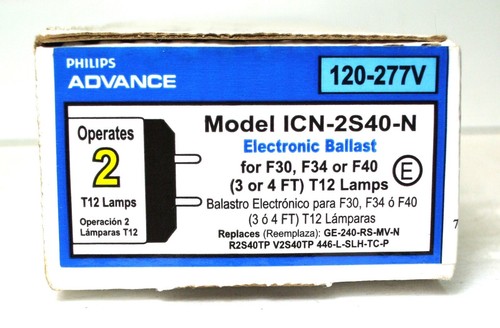 PHILIPS
ADVANCE
120-277V
Operates
2
T12 Lamps
Operación 2
Lámparas T12
Model ICN-2S40-N
Electronic Ballast
for F30, F34 or F40
(3 or 4 FT) T12 Lamps
E
Balastro Electrónico para F30, F34 ó F40
(3 ó 4 FT) T12 Lámparas
Replaces (Reemplaza): GE-240-RS-MV-N
R2S40TP V2S40TP 446-L-SLH-TC-P
7